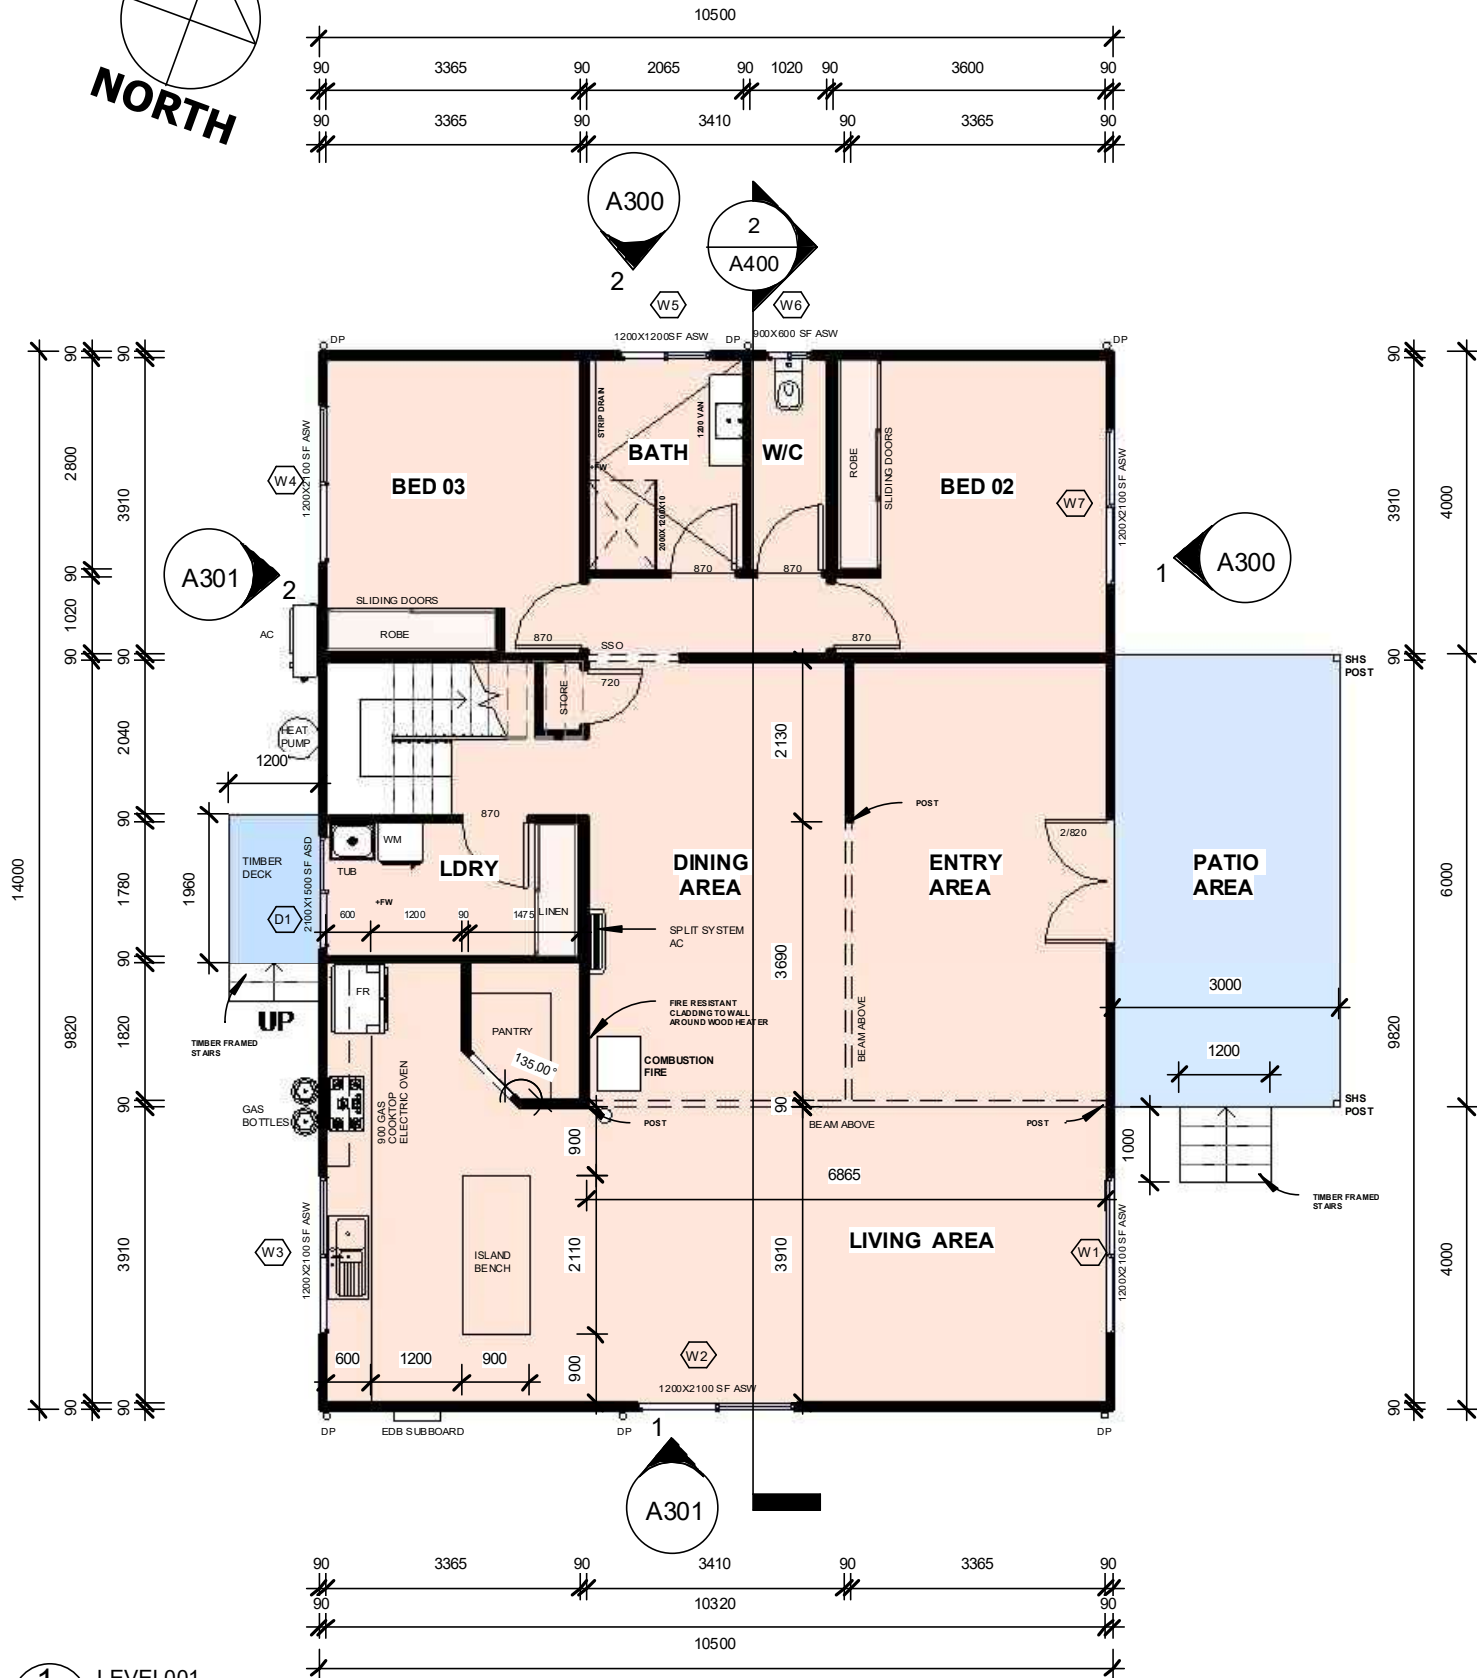 10500
90 3365 90 2065 90 1020 90 3600 90
90 3365 90 3410 90 3365 90
NORTH
A300
2
2
A400
W5
W6
1200X1200SF ASW
DP
900X600 SF ASW
DP
DP
90
90
90
90
2800
3910
90
1020
90
90
14000
2040
90
1780
1960
90
9820
1820
90
3910
90
90
90
3910
4000
90
6000
9820
4000
90
W4
1200X2100 SF ASW
BED 03
STRIP DRAIN
BATH
1200 VAN
+FW
2000X1200X10
W/C
ROBE
SLIDING DOORS
BED 02
W7
1200X2100 SF ASW
A301
2
1
A300
870
870
SLIDING DOORS
ROBE
AC
870
SSO
870
SHS
POST
STORE
720
HEAT
PUMP
1200
2130
870
POST
2/820
TIMBER
DECK
2100X1500 SF ASD
TUB
WM
LDRY
DINING
AREA
ENTRY
AREA
PATIO
AREA
D1
+FW
600
1200
90
1475
LINEN
SPLIT SYSTEM
AC
3690
UP
FR
PANTRY
FIRE RESISTANT
CLADDING TO WALL
AROUND WOOD HEATER
3000
TIMBER FRAMED
STAIRS
BEAM ABOVE
1200
135.00°
COMBUSTION
FIRE
GAS
BOTTLES
900 GAS
COOKTOP
ELECTRIC OVEN
90
SHS
POST
POST
BEAM ABOVE
POST
900
1000
6865
TIMBER FRAMED
STAIRS
W3
1200X2100 SF ASW
ISLAND
BENCH
2110
3910
LIVING AREA
W1
1200X2100 SF ASW
600
1200
900
900
W2
1200X2100 SF ASW
DP
EDB SUBBOARD
DP
1
DP
A301
90 3365 90 3410 90 3365 90
90 10320 90
10500
1